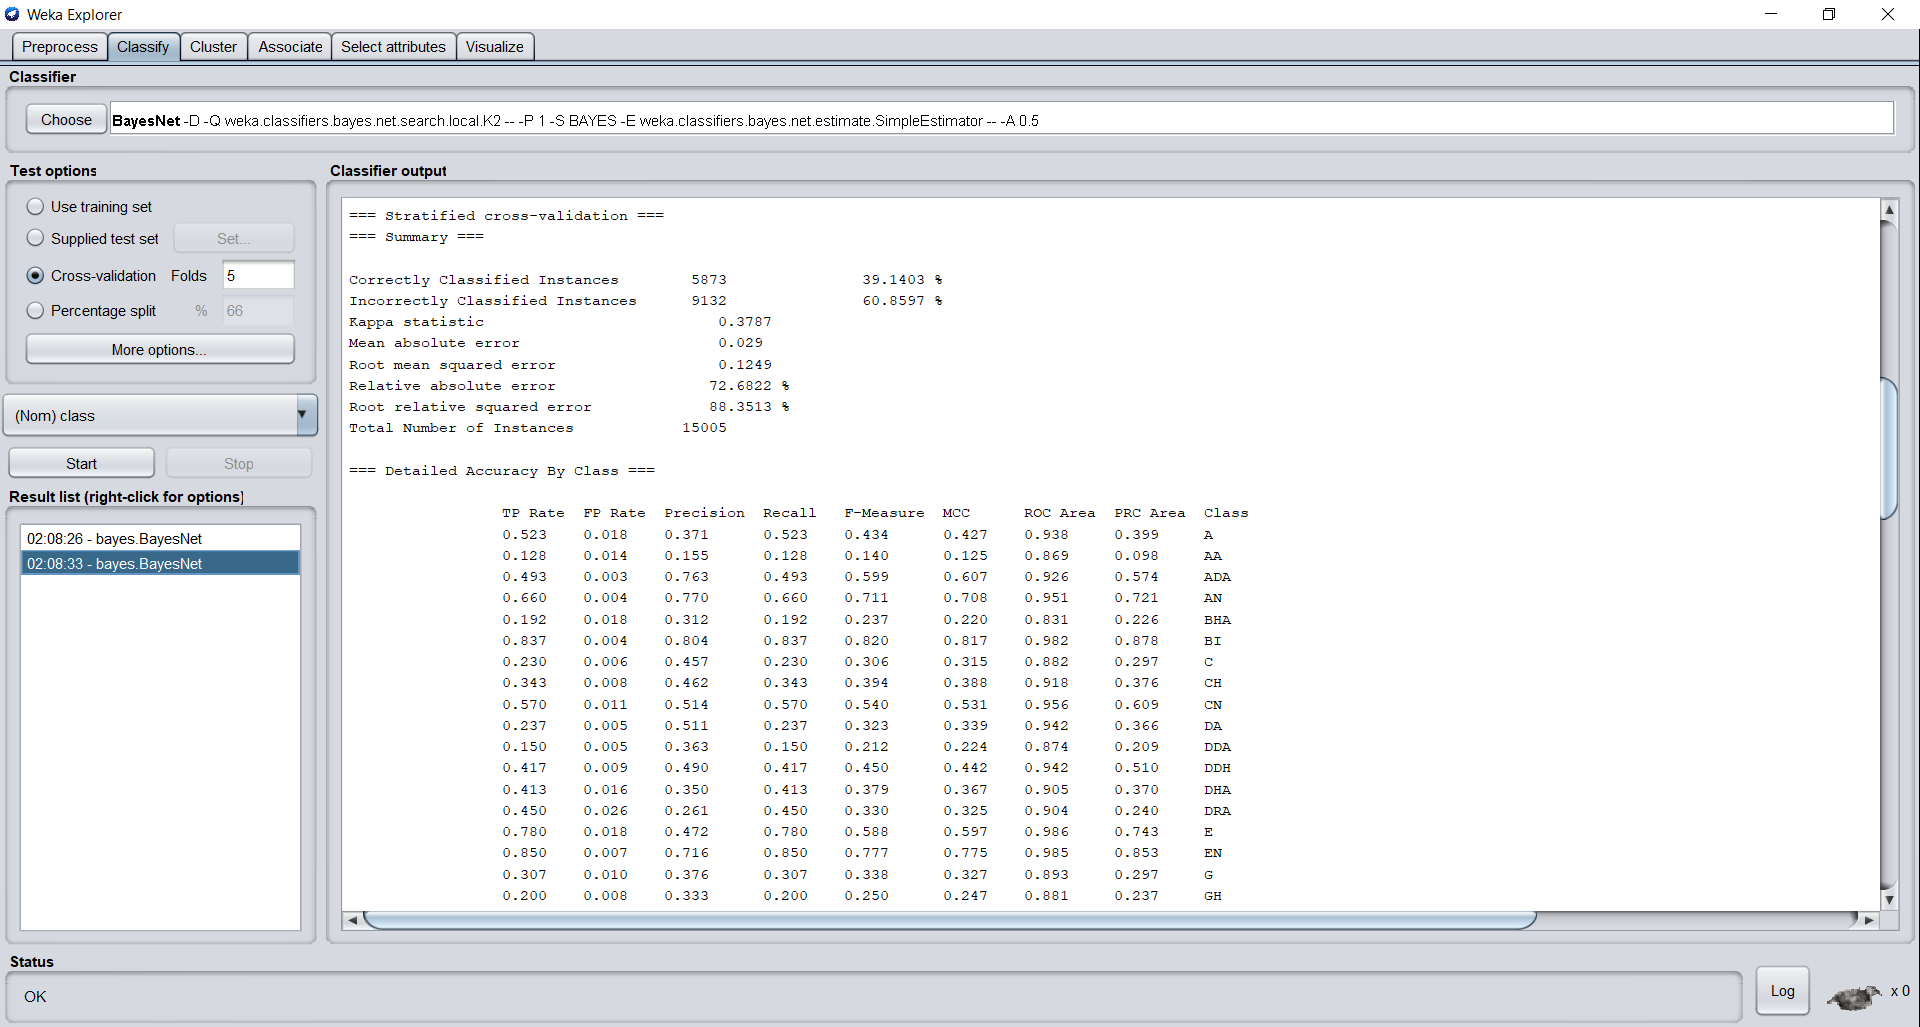 Weka Explorer
Preprocess Classify Cluster Associate Select attributes Visualize
Classifier
Choose BayesNet -D -Q weka.classifiers.bayes.net.search.local.K2 -- -P 1 -S BAYES -E weka.classifiers.bayes.net.estimate.SimpleEstimator -- -A 0.5
Test options
Use training set
Supplied test set Set...
Cross-validation Folds 5
Percentage split % 66
More options...
(Nom) class
Start Stop
Result list (right-click for options)
02:08:26 - bayes.BayesNet
02:08:33 - bayes.BayesNet
Classifier output
=== Stratified cross-validation ===
=== Summary ===
Correctly Classified Instances 5873 39.1403 %
Incorrectly Classified Instances 9132 60.8597 %
Kappa statistic 0.3787
Mean absolute error 0.029
Root mean squared error 0.1249
Relative absolute error 72.6822 %
Root relative squared error 88.3513 %
Total Number of Instances 15005
=== Detailed Accuracy By Class ===
TP Rate FP Rate Precision Recall F-Measure MCC ROC Area PRC Area Class
0.523 0.018 0.371 0.523 0.434 0.427 0.938 0.399 A
0.128 0.014 0.155 0.128 0.140 0.125 0.869 0.098 AA
0.493 0.003 0.763 0.493 0.599 0.607 0.926 0.574 ADA
0.660 0.004 0.770 0.660 0.711 0.708 0.951 0.721 AN
0.192 0.018 0.312 0.192 0.237 0.220 0.831 0.226 BHA
0.837 0.004 0.804 0.837 0.820 0.817 0.982 0.878 BI
0.230 0.006 0.457 0.230 0.306 0.315 0.882 0.297 C
0.343 0.008 0.462 0.343 0.394 0.388 0.918 0.376 CH
0.570 0.011 0.514 0.570 0.540 0.531 0.956 0.609 CN
0.237 0.005 0.511 0.237 0.323 0.339 0.942 0.366 DA
0.150 0.005 0.363 0.150 0.212 0.224 0.874 0.209 DDA
0.417 0.009 0.490 0.417 0.450 0.442 0.942 0.510 DDH
0.413 0.016 0.350 0.413 0.379 0.367 0.905 0.370 DHA
0.450 0.026 0.261 0.450 0.330 0.325 0.904 0.240 DRA
0.780 0.018 0.472 0.780 0.588 0.597 0.986 0.743 E
0.850 0.007 0.716 0.850 0.777 0.775 0.985 0.853 EN
0.307 0.010 0.376 0.307 0.338 0.327 0.893 0.297 G
0.200 0.008 0.333 0.200 0.250 0.247 0.881 0.237 GH
Status
OK
Log x 0